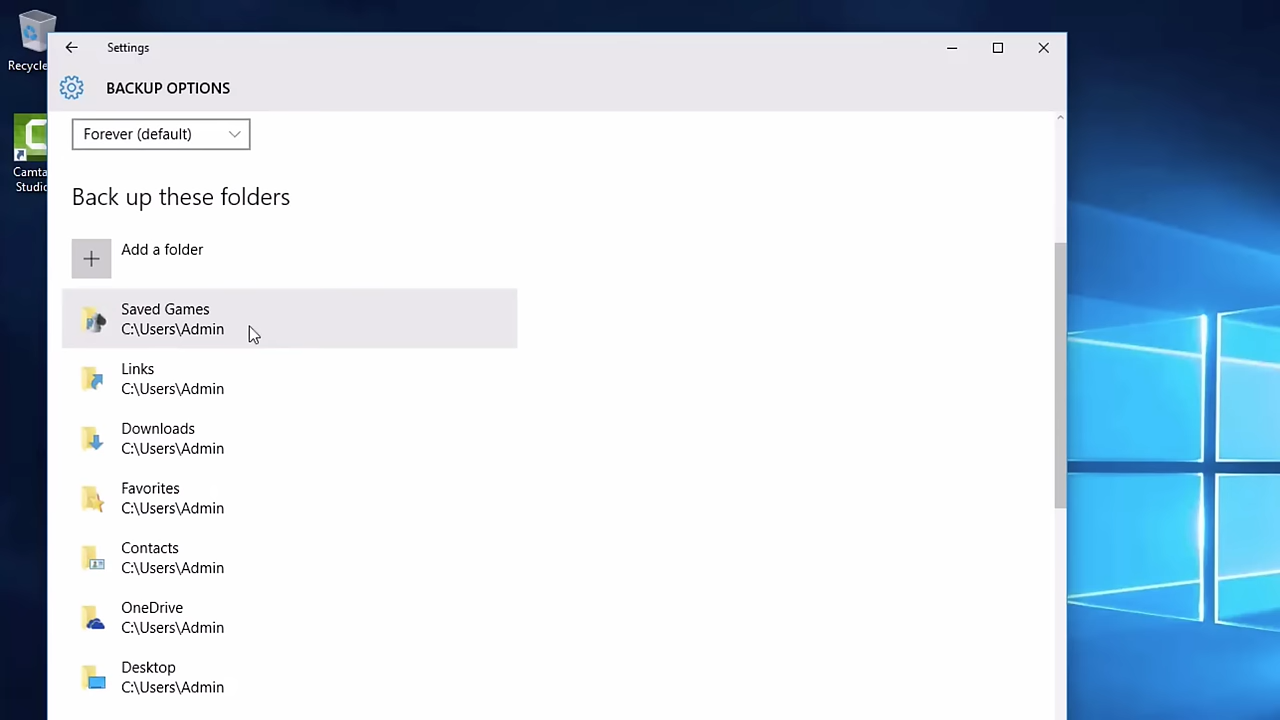 Settings
Recycle
BACKUP OPTIONS
Forever (default)
Camta
Studio
Back up these folders
Add a folder
Saved Games
C:\Users\Admin
Links
C:\Users\Admin
Downloads
C:\Users\Admin
Favorites
C:\Users\Admin
Contacts
C:\Users\Admin
OneDrive
C:\Users\Admin
Desktop
C:\Users\Admin